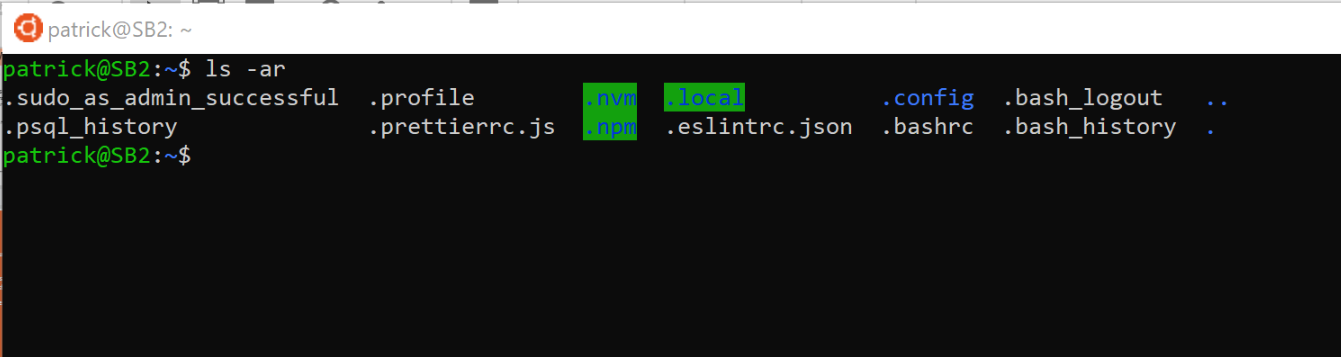 patrick@SB2: ~
patrick@SB2:~$ ls -ar
.sudo_as_admin_successful .profile .nvm .local .config .bash_logout ..
.psql_history .prettierrc.js .npm .eslintrc.json .bashrc .bash_history .
patrick@SB2:~$